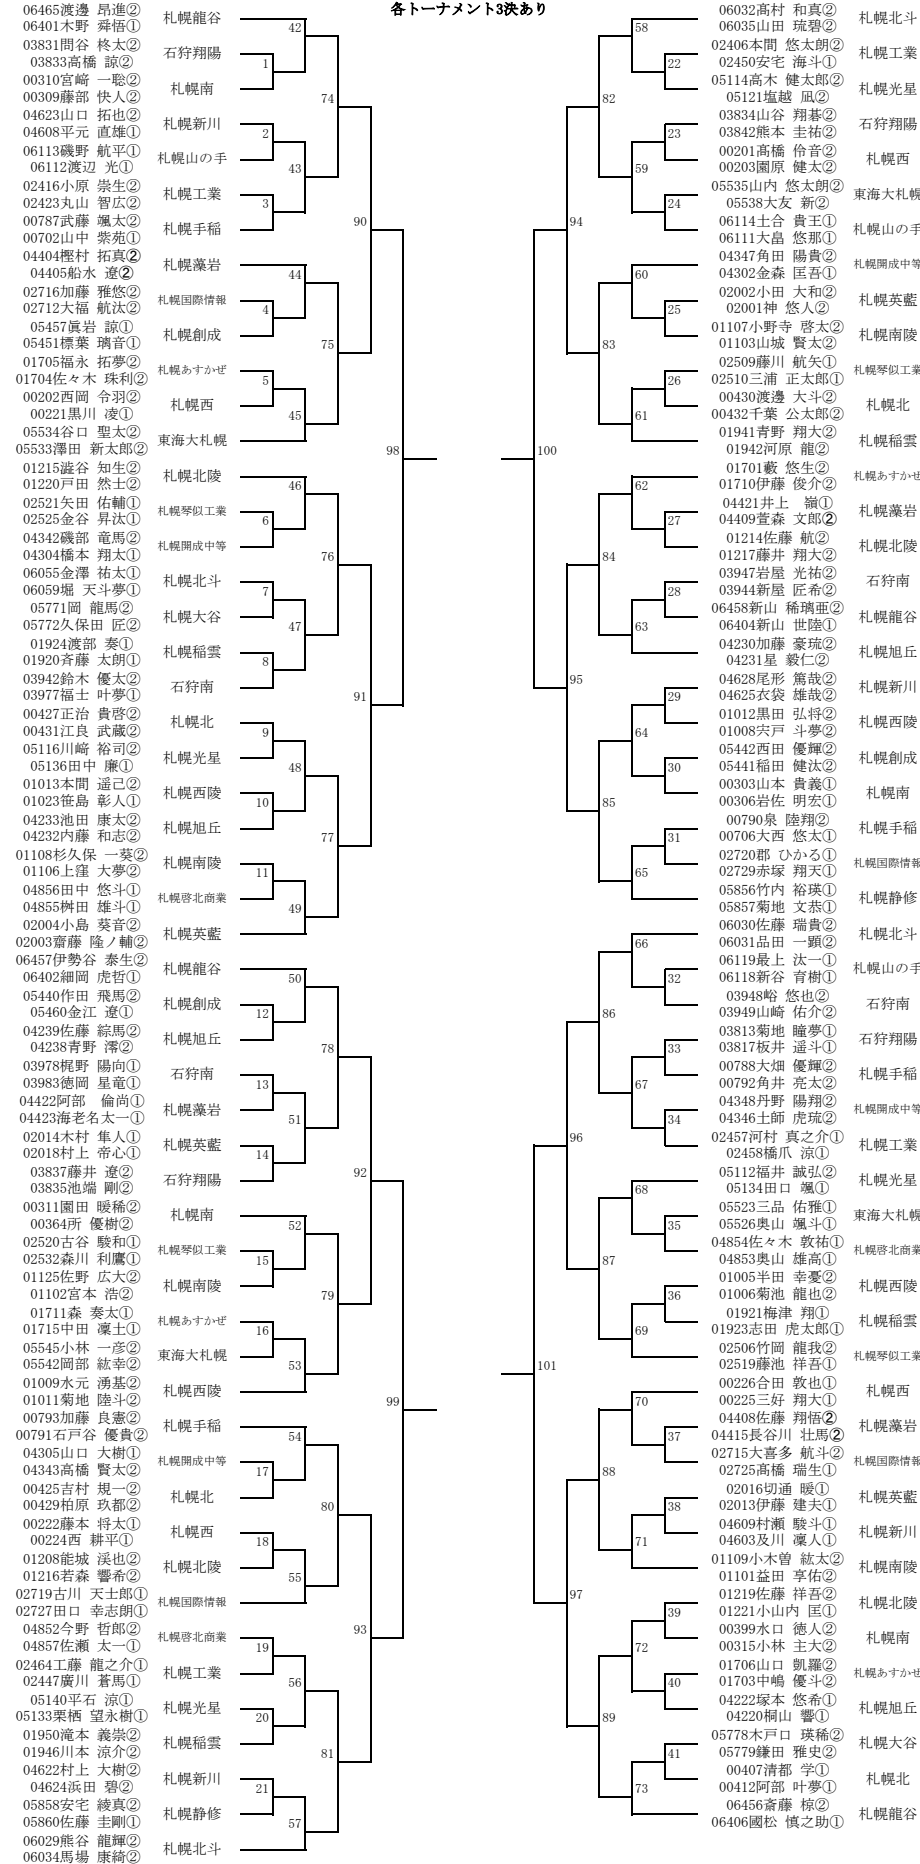 各トーナメント3決あり
06465渡邊 昂進②
06401木野 舜悟①
札幌龍谷
03831問谷 柊太②
03833高橋 諒②
石狩翔陽
00310宮﨑 一聡②
00309藤部 快人②
札幌南
04623山口 拓也②
04608平元 直雄①
札幌新川
06113磯野 航平①
06112渡辺 光①
札幌山の手
02416小原 崇生②
02423丸山 智広②
札幌工業
00787武藤 颯太②
00702山中 紫苑①
札幌手稲
04404樫村 拓真②
04405船水 遼②
札幌藻岩
02716加藤 雅悠②
02712大福 航汰②
札幌国際情報
05457眞岩 諒①
05451標葉 璃音①
札幌創成
01705福永 拓夢②
01704佐々木 珠利②
札幌あすかぜ
00202西岡 令羽②
00221黒川 凌①
札幌西
05534谷口 聖太②
05533澤田 新太郎②
東海大札幌
01215澁谷 知生②
01220戸田 然士②
札幌北陵
02521矢田 佑輔①
02525金谷 昇汰①
札幌琴似工業
04342磯部 竜馬②
04304橋本 翔太①
札幌開成中等
06055金澤 祐太①
06059堀 天斗夢①
札幌北斗
05771岡 龍馬②
05772久保田 匠②
札幌大谷
01924渡部 奏①
01920斉藤 太朗①
札幌稲雲
03942鈴木 優太②
03977福士 叶夢①
石狩南
00427正治 貴啓②
00431江良 武蔵②
札幌北
05116川﨑 裕司②
05136田中 廉①
札幌光星
01013本間 遥己②
01023笹島 彰人①
札幌西陵
04233池田 康太②
04232内藤 和志②
札幌旭丘
01108杉久保 一葵②
01106上窪 大夢②
札幌南陵
04856田中 悠斗①
04855桝田 雄斗①
札幌啓北商業
02004小島 葵音②
02003齋藤 隆ノ輔②
札幌英藍
06457伊勢谷 泰生②
06402細岡 虎哲①
札幌龍谷
05440作田 飛馬②
05460金江 遼①
札幌創成
04239佐藤 綜馬②
04238青野 澪②
札幌旭丘
03978梶野 陽向①
03983徳岡 星竜①
石狩南
04422阿部 倫尚①
04423海老名太一①
札幌藻岩
02014木村 隼人①
02018村上 帝心①
札幌英藍
03837藤井 遼②
03835池端 剛②
石狩翔陽
00311園田 暖稀②
00364所 優樹②
札幌南
02520古谷 駿和①
02532森川 利鷹①
札幌琴似工業
01125佐野 広大②
01102宮本 浩②
札幌南陵
01711森 奏太①
01715中田 凜土①
札幌あすかぜ
05545小林 一彦②
05542岡部 紘幸②
東海大札幌
01009水元 湧基②
01011菊地 陸斗②
札幌西陵
00793加藤 良憲②
00791石戸谷 優貴②
札幌手稲
04305山口 大樹①
04343高橋 賢太②
札幌開成中等
00425吉村 規一②
00429柏原 玖都②
札幌北
00222藤本 将太①
00224西 耕平①
札幌西
01208能城 渓也②
01216若森 響希②
札幌北陵
02719古川 天士郎①
02727田口 幸志朗①
札幌国際情報
04852今野 哲郎②
04857佐瀬 太一①
札幌啓北商業
02464工藤 龍之介①
02447廣川 蒼馬①
札幌工業
05140平石 涼①
05133栗栖 望永樹①
札幌光星
01950滝本 義崇②
01946川本 涼介②
札幌稲雲
04622村上 大樹②
04624浜田 碧②
札幌新川
05858安宅 綾真②
05860佐藤 圭剛①
札幌静修
06029熊谷 龍輝②
06034馬場 康綺②
札幌北斗
42
1
74
2
43
3
90
44
4
75
5
45
98
46
6
76
7
47
8
91
9
48
10
77
11
49
50
12
78
13
51
14
92
52
15
79
16
53
99
54
17
80
18
55
93
19
56
20
81
21
57
58
22
82
23
59
24
94
60
25
83
26
61
100
62
27
84
28
63
95
29
64
30
85
31
65
66
32
86
33
67
34
96
68
35
87
36
69
101
70
37
88
38
71
97
39
72
40
89
41
73
06032髙村 和真②
06035山田 琉碧②
札幌北斗
02406本間 悠太朗②
02450安宅 海斗①
札幌工業
05114高木 健太郎②
05121塩越 凪②
札幌光星
03834山谷 翔碁②
03842熊本 圭祐②
石狩翔陽
00201髙橋 伶音②
00203園原 健太②
札幌西
05535山内 悠太朗②
05538大友 新②
東海大札幌
06114土合 貴王①
06111大畠 悠那①
札幌山の手
04347角田 陽貴②
04302金森 匡吾①
札幌開成中等
02002小田 大和②
02001神 悠人②
札幌英藍
01107小野寺 啓太②
01103山城 賢太②
札幌南陵
02509藤川 航矢①
02510三浦 正太郎①
札幌琴似工業
00430渡邊 大斗②
00432千葉 公太郎②
札幌北
01941青野 翔大②
01942河原 龍②
札幌稲雲
01701藪 悠生②
01710伊藤 俊介②
札幌あすかぜ
04421井上 嶺①
04409萱森 文郎②
札幌藻岩
01214佐藤 航②
01217藤井 翔大②
札幌北陵
03947岩屋 光祐②
03944新屋 匠希②
石狩南
06458新山 稀璃亜②
06404新山 世陸①
札幌龍谷
04230加藤 豪琉②
04231星 毅仁②
札幌旭丘
04628尾形 篤哉②
04625衣袋 雄哉②
札幌新川
01012黒田 弘将②
01008宍戸 斗夢②
札幌西陵
05442西田 優輝②
05441稲田 健汰②
札幌創成
00303山本 貴義①
00306岩佐 明宏①
札幌南
00790泉 陸翔②
00706大西 悠太①
札幌手稲
02720郡 ひかる①
02729赤塚 翔天①
札幌国際情報
05856竹内 裕瑛①
05857菊地 文恭①
札幌静修
06030佐藤 瑞貴②
06031品田 一顕②
札幌北斗
06119最上 汰一①
06118新谷 育樹①
札幌山の手
03948峪 悠也②
03949山崎 佑介②
石狩南
03813菊地 瞳夢①
03817板井 遥斗①
石狩翔陽
00788大畑 優輝②
00792角井 亮太②
札幌手稲
04348丹野 陽翔②
04346土師 虎琉②
札幌開成中等
02457河村 真之介①
02458橋爪 涼①
札幌工業
05112福井 誠弘②
05134田口 颯①
札幌光星
05523三品 佑雅①
05526奥山 颯斗①
東海大札幌
04854佐々木 敦祐①
04853奥山 雄高①
札幌啓北商業
01005半田 幸憂②
01006菊池 龍也②
札幌西陵
01921梅津 翔①
01923志田 虎太郎①
札幌稲雲
02506竹岡 龍我②
02519藤池 祥吾①
札幌琴似工業
00226合田 敦也①
00225三好 翔大①
札幌西
04408佐藤 翔悟②
04415長谷川 壮馬②
札幌藻岩
02715大喜多 航斗②
02725髙橋 瑞生①
札幌国際情報
02016切通 暖①
02013伊藤 建夫①
札幌英藍
04609村瀬 駿斗①
04603及川 凜人①
札幌新川
01109小木曽 紘太②
01101益田 享佑②
札幌南陵
01219佐藤 祥吾②
01221小山内 匡①
札幌北陵
00399水口 徳人②
00315小林 主大②
札幌南
01706山口 凱羅②
01703中嶋 優斗②
札幌あすかぜ
04222塚本 悠希①
04220桐山 響①
札幌旭丘
05778木戸口 瑛稀②
05779鎌田 雅史②
札幌大谷
00407清都 学①
00412阿部 叶夢①
札幌北
06456斎藤 椋②
06406國松 慎之助①
札幌龍谷